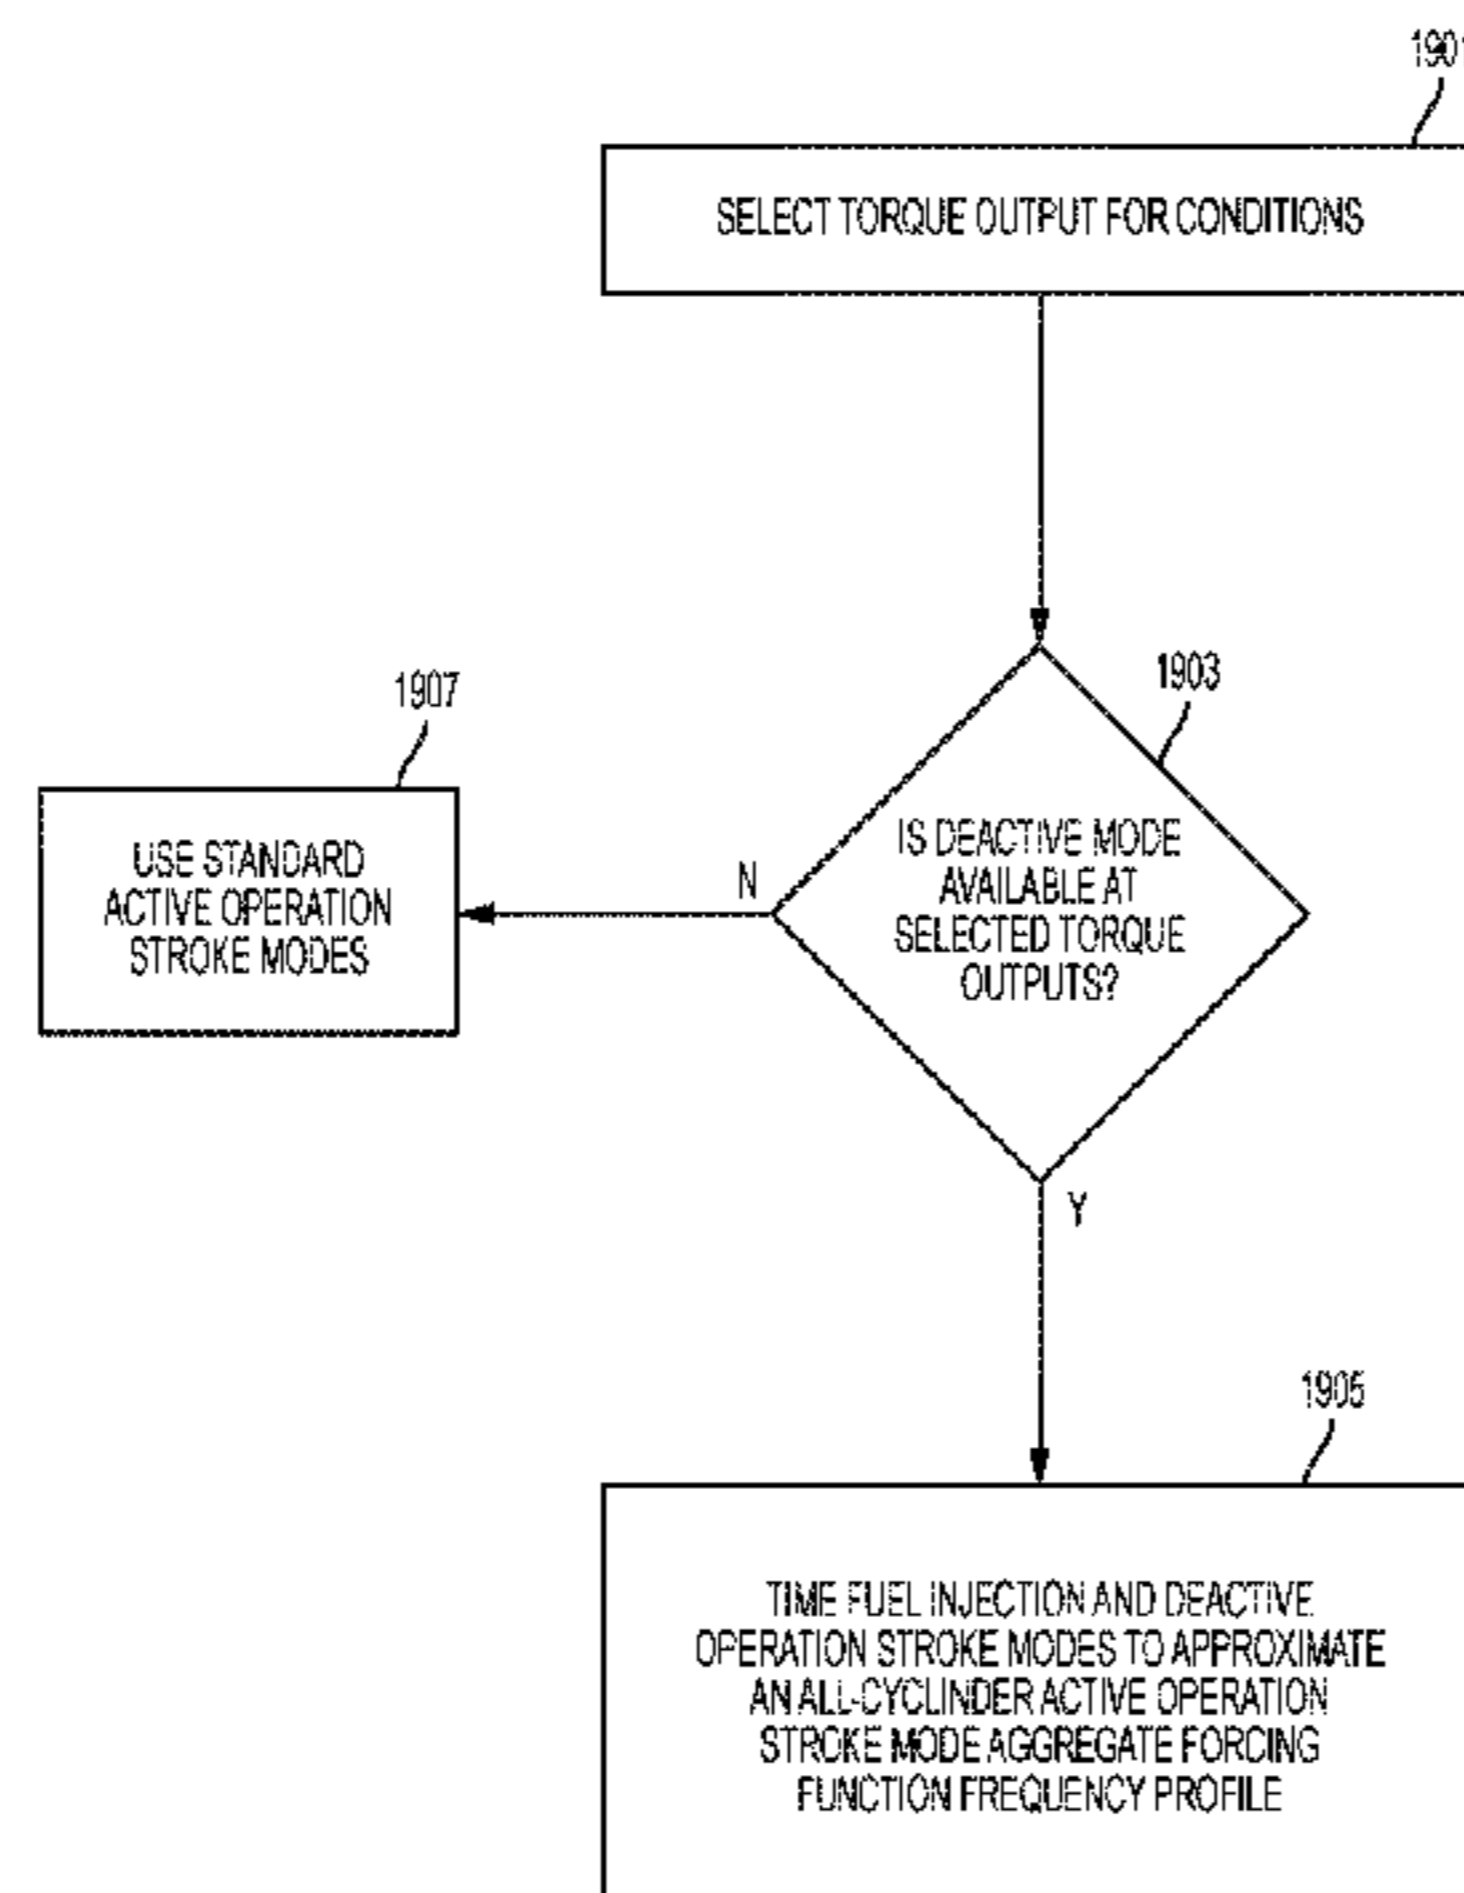 1901
SELECT TORQUE OUTPUT FOR CONDITIONS
1903
1907
IS DEACTIVE MODE
AVAILABLE AT
SELECTED TORQUE
OUTPUTS?
N
USE STANDARD
ACTIVE OPERATION
STROKE MODES
Y
1905
TIME FUEL INJECTION AND DEACTIVE
OPERATION STROKE MODES TO APPROXIMATE
AN ALL-CYCLINDER ACTIVE OPERATION
STROKE MODE AGGREGATE FORCING
FUNCTION FREQUENCY PROFILE